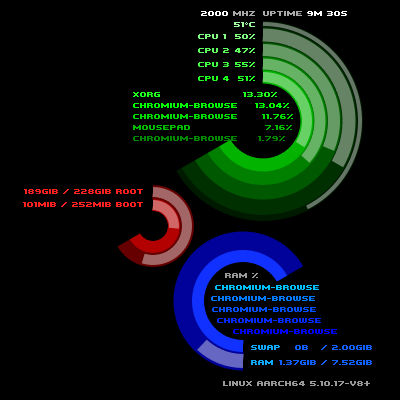 2000 MHZ UPTIME 9M 30S
51°C
CPU 1 50%
CPU 2 47%
CPU 3 55%
CPU 4 51%
XORG 13.30%
CHROMIUM-BROWSE 13.04%
CHROMIUM-BROWSE 11.76%
MOUSEPAD 7.16%
CHROMIUM-BROWSE 1.79%
189GIB / 228GIB ROOT
101MIB / 252MIB BOOT
RAM %
CHROMIUM-BROWSE
CHROMIUM-BROWSE
CHROMIUM-BROWSE
CHROMIUM-BROWSE
CHROMIUM-BROWSE
SWAP 0B / 2.00GIB
RAM 1.37GIB / 7.52GIB
LINUX AARCH64 5.10.17-V8+